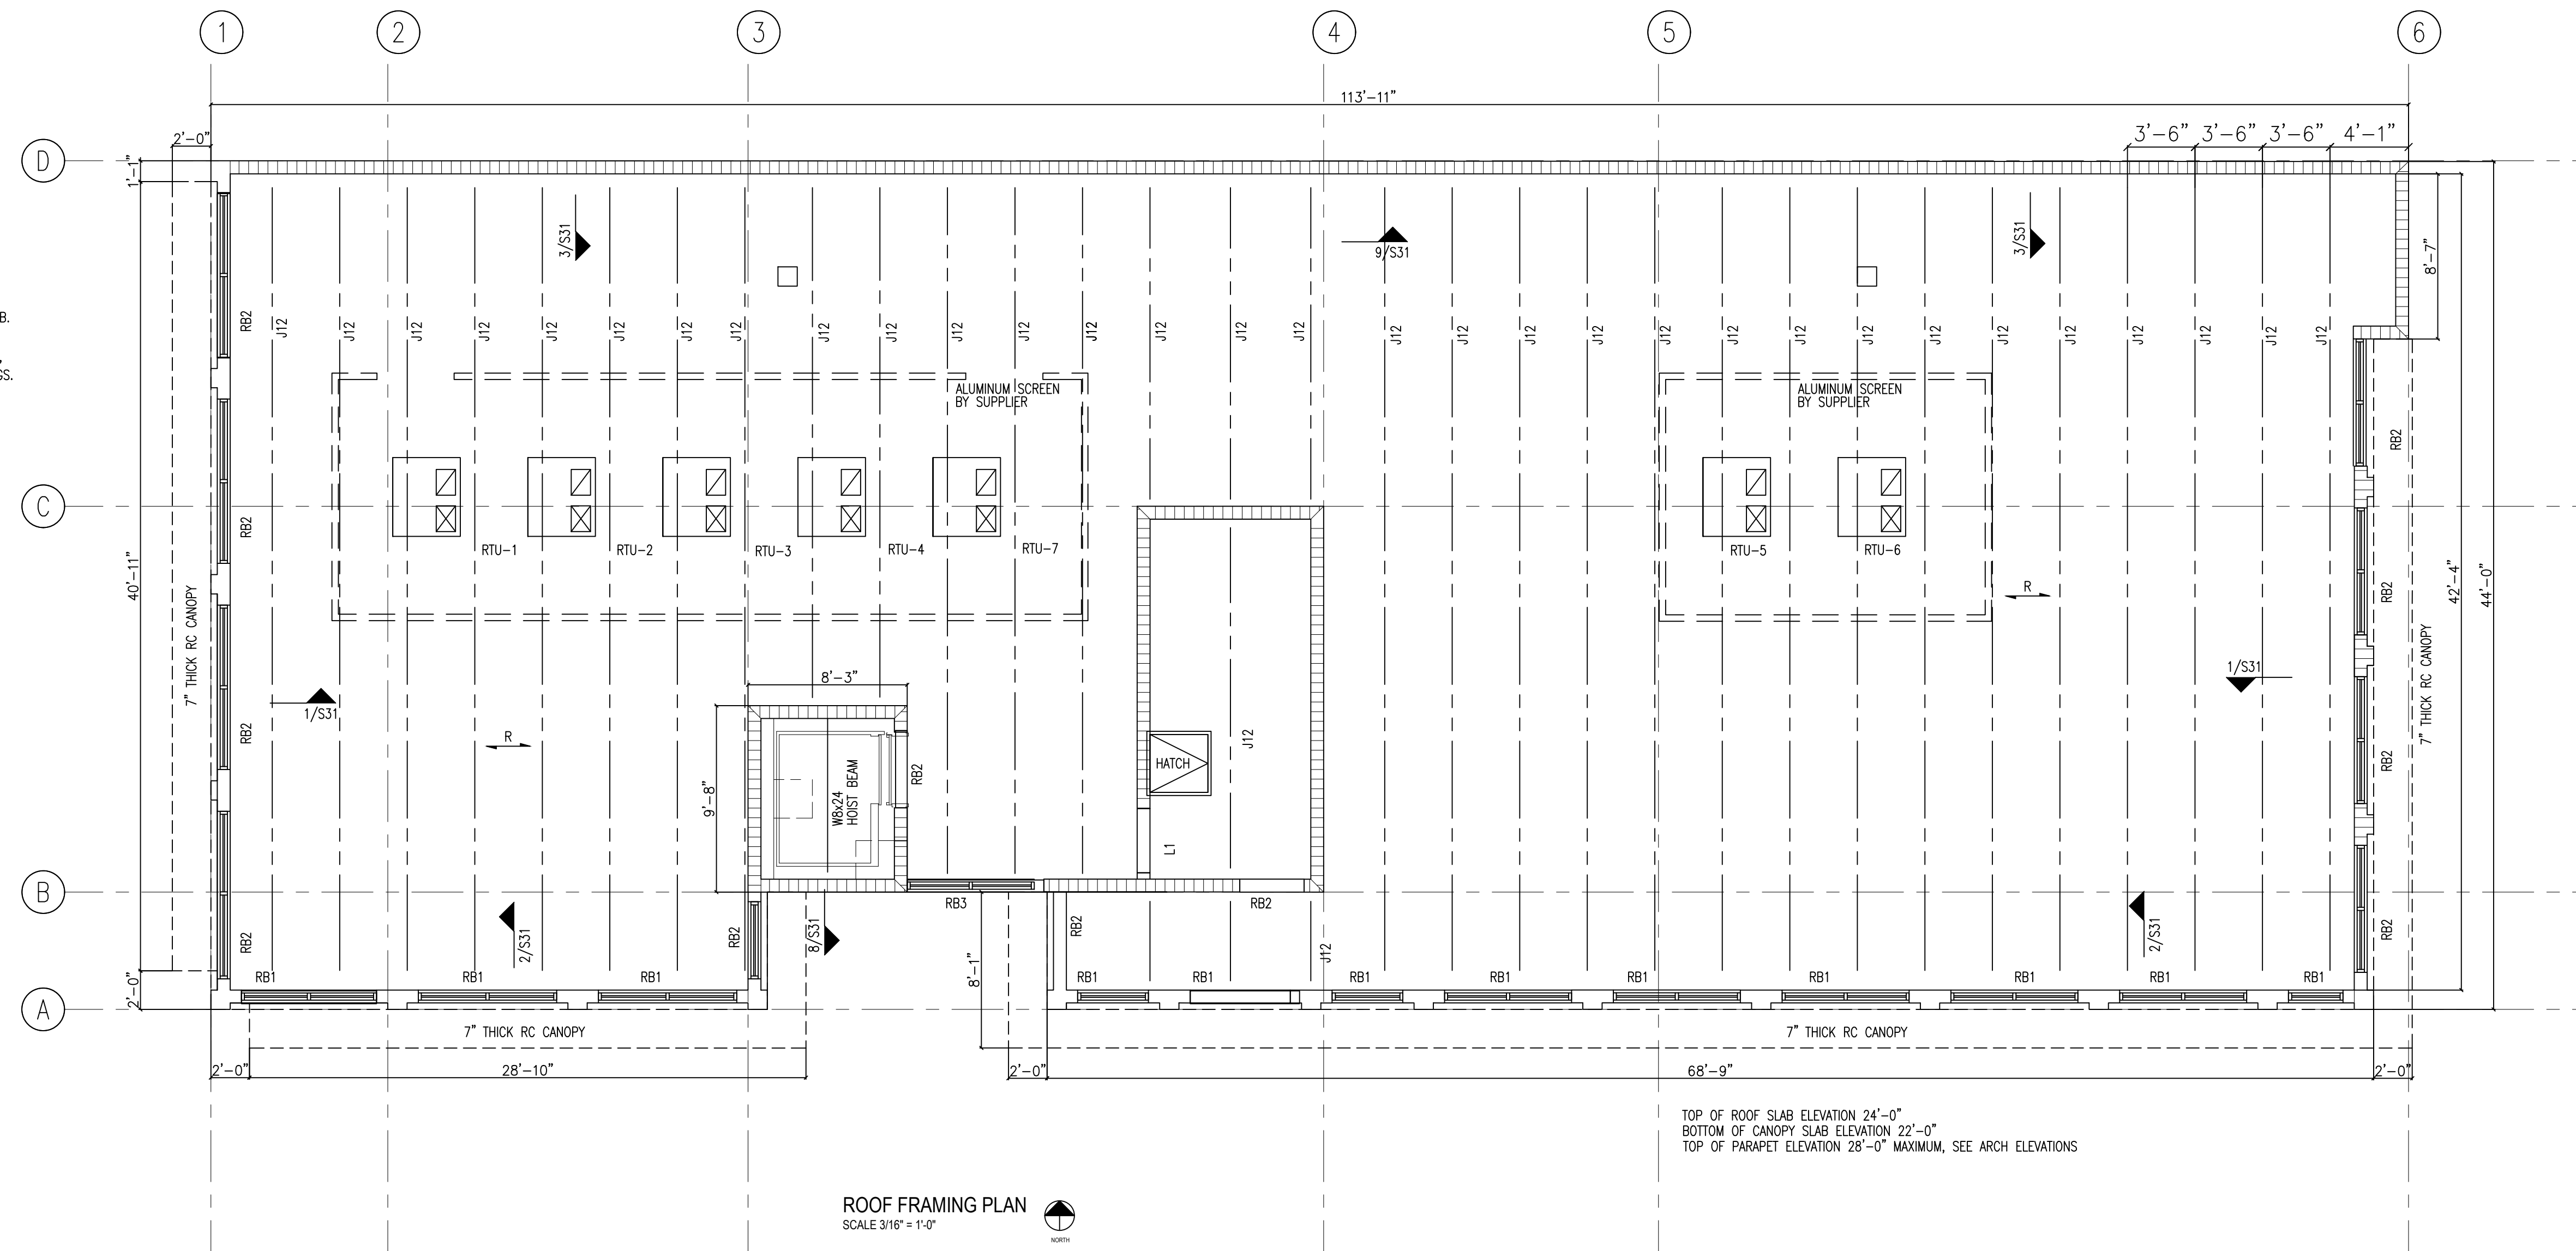 1 2 3 4 5 6
113'-11"
2'-0" 3'-6" 3'-6" 3'-6" 4'-1"
D
1'-1"
3/S31 9/S31 3/S31
8'-7"
B.
GS.
RB2 J12 J12 J12 J12 J12 J12 J12 J12 J12 J12 J12 J12 J12 J12 J12 J12 J12 J12 J12 J12 J12 J12 J12 J12 J12 J12 J12 J12 J12 J12 J12
ALUMINUM SCREEN
BY SUPPLIER
ALUMINUM SCREEN
BY SUPPLIER
RB2
C
RB2
RTU-1 RTU-2 RTU-3 RTU-4 RTU-7 RTU-5 RTU-6
40'-11"
R
RB2
42'-4"
44'-0"
7" THICK RC CANOPY
7" THICK RC CANOPY
1/S31
8'-3"
1/S31
RB2
R
RB2
9'-8"
W8x24
HOIST BEAM
RB2
HATCH
J12
RB2
L1
B
RB3 RB2
RB2
2/S31
RB2
8/S31
RB2
J12
2/S31
RB2
8'-1"
2'-0"
RB1 RB1 RB1 RB1 RB1 RB1 RB1 RB1 RB1 RB1 RB1 RB1
A
7" THICK RC CANOPY
7" THICK RC CANOPY
2'-0" 28'-10" 2'-0" 68'-9" 2'-0"
TOP OF ROOF SLAB ELEVATION 24'-0"
BOTTOM OF CANOPY SLAB ELEVATION 22'-0"
TOP OF PARAPET ELEVATION 28'-0" MAXIMUM, SEE ARCH ELEVATIONS
ROOF FRAMING PLAN
SCALE 3/16" = 1'-0"
NORTH